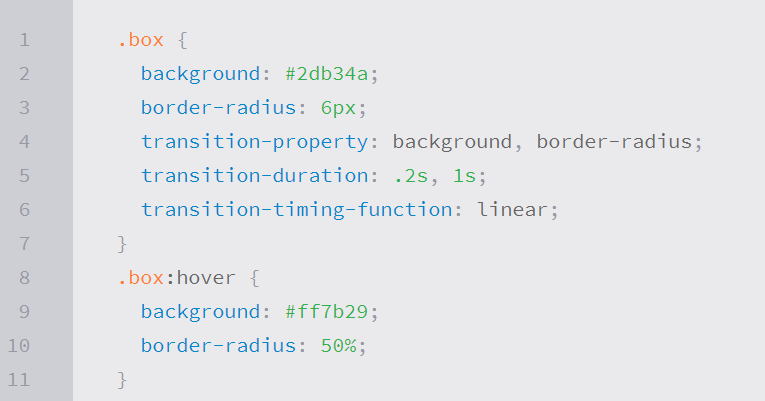 1 .box {
2 background: #2db34a;
3 border-radius: 6px;
4 transition-property: background, border-radius;
5 transition-duration: .2s, 1s;
6 transition-timing-function: linear;
7 }
8 .box:hover {
9 background: #ff7b29;
10 border-radius: 50%;
11 }